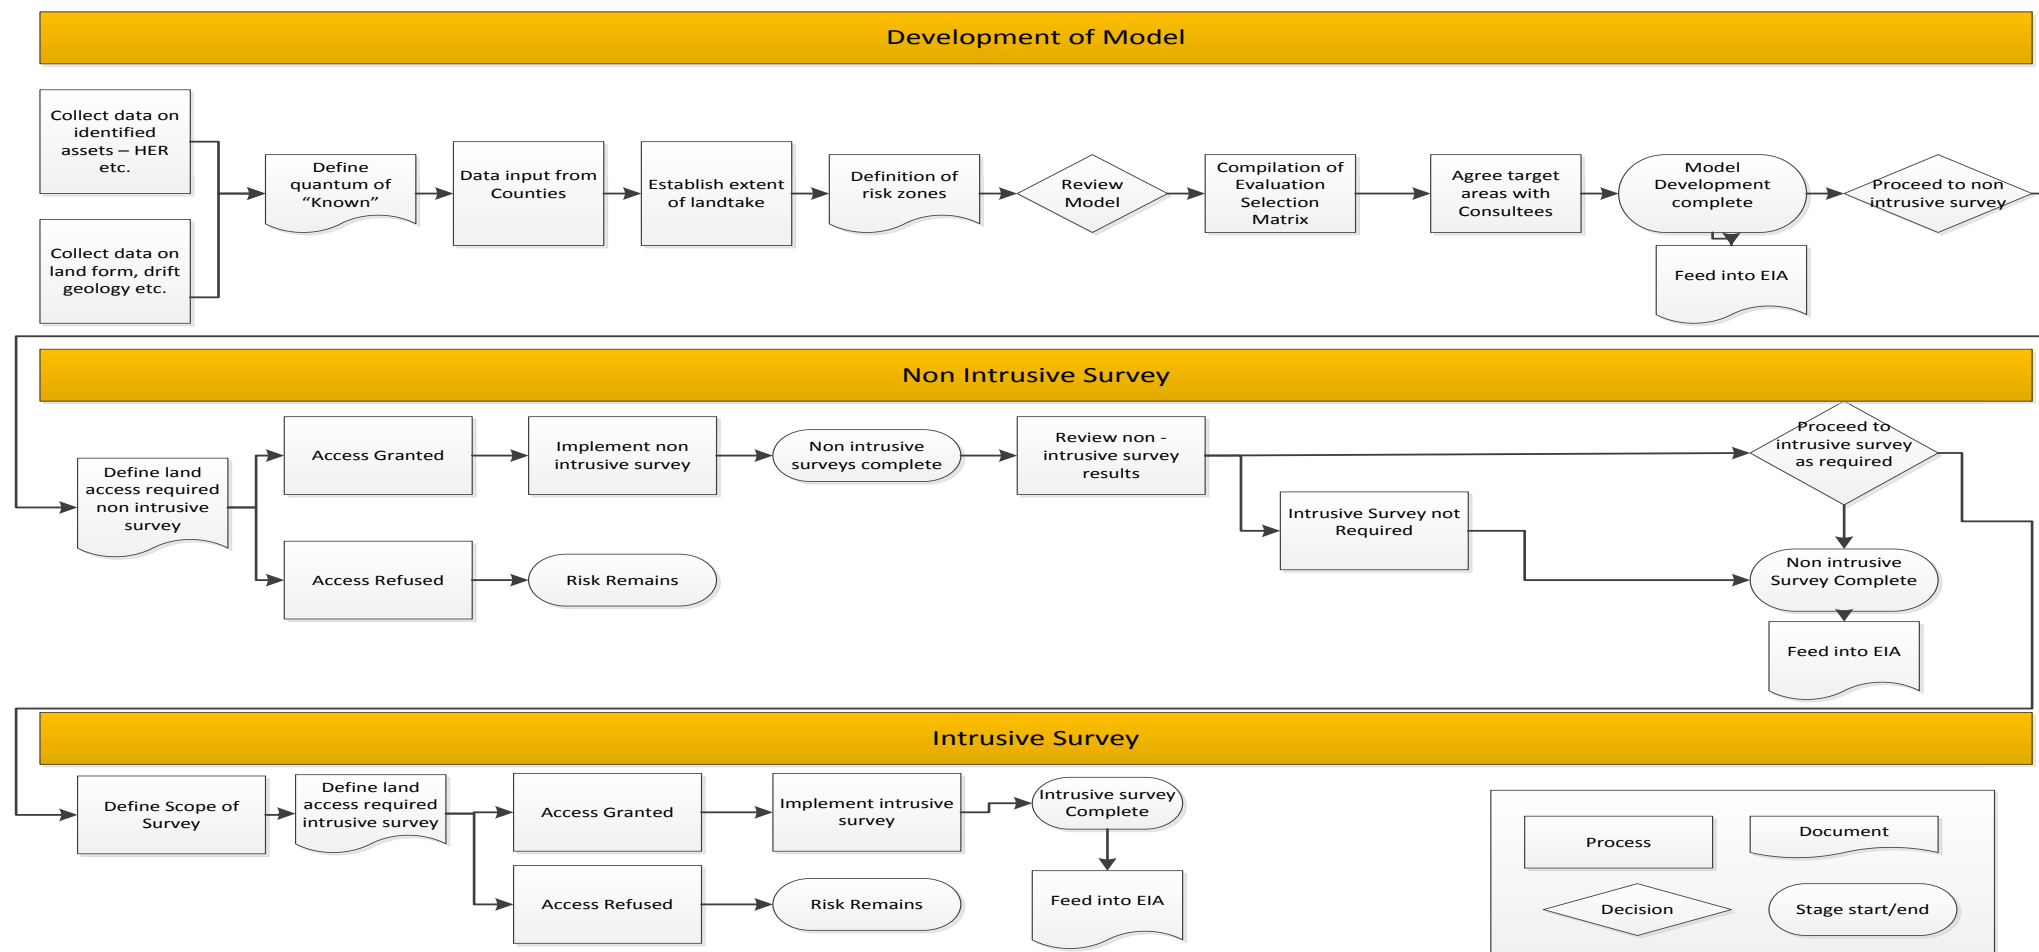 Development of Model
Collect data on
identified
assets – HER
etc.
Collect data on
land form, drift
geology etc.
Define
quantum of
“Known”
Data input from
Counties
Establish extent
of landtake
Definition of
risk zones
Review
Model
Compilation of
Evaluation
Selection
Matrix
Agree target
areas with
Consultees
Model
Development
complete
Feed into EIA
Proceed to non
intrusive survey
Non Intrusive Survey
Define land
access required
non intrusive
survey
Access Granted
Implement non
intrusive survey
Non intrusive
surveys complete
Review non -
intrusive survey
results
Proceed to
intrusive survey
as required
Intrusive Survey not
Required
Access Refused
Risk Remains
Non intrusive
Survey Complete
Feed into EIA
Intrusive Survey
Define Scope of
Survey
Define land
access required
intrusive survey
Access Granted
Implement intrusive
survey
Intrusive survey
Complete
Access Refused
Risk Remains
Feed into EIA
Process
Document
Decision
Stage start/end